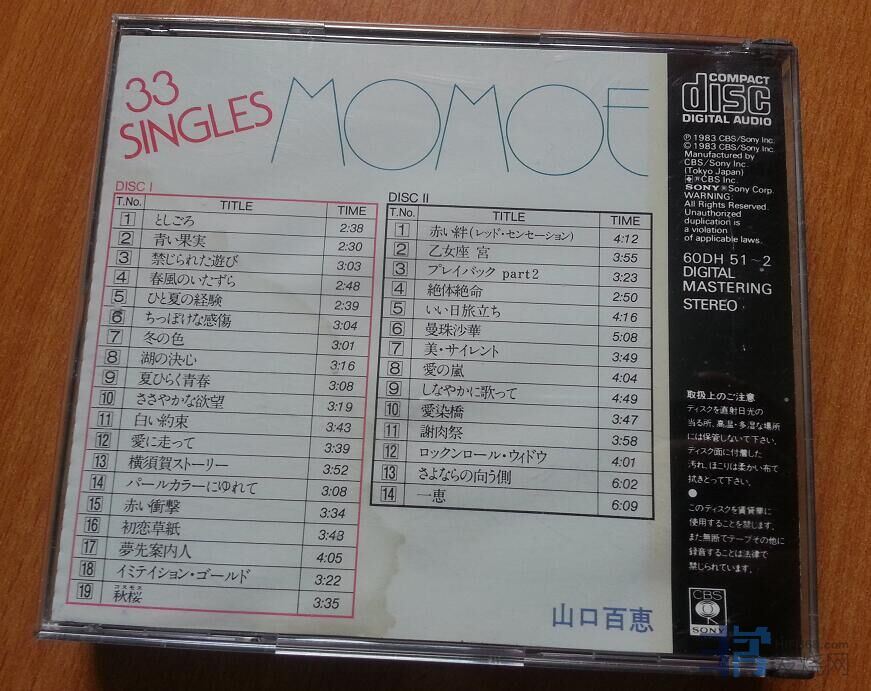 33
SINGLES
MOMOE
DISC I
T.No. TITLE TIME
1 としごろ 2:38
2 青い果実 2:30
3 禁じられた遊び 3:03
4 春風のいたずら 2:48
5 ひと夏の経験 2:39
6 ちっぽけな感傷 3:04
7 冬の色 3:01
8 湖の決心 3:16
9 夏ひらく青春 3:08
10 ささやかな欲望 3:19
11 白い約束 3:43
12 愛に走って 3:39
13 横須賀ストーリー 3:52
14 パールカラーにゆれて 3:08
15 赤い衝撃 3:34
16 初恋草紙 3:48
17 夢先案内人 4:05
18 イミテイション・ゴールド 3:22
コスモス
19 秋桜 3:35
DISC II
T.No. TITLE TIME
1 赤い絆(レッド・センセーション) 4:12
2 乙女座 宮 3:55
3 プレイバック part2 3:23
4 絶体絶命 2:50
5 いい日旅立ち 4:16
6 曼珠沙華 5:08
7 美・サイレント 3:49
8 愛の嵐 4:04
9 しなやかに歌って 4:49
10 愛染橋 3:47
11 謝肉祭 3:58
12 ロックンロール・ウィドウ 4:01
13 さよならの向う側 6:02
14 一恵 6:09
山口百恵
COMPACT
disc
DIGITAL AUDIO
Ⓟ 1983 CBS/Sony Inc.
© 1983 CBS/Sony Inc.
Manufactured by
CBS/Sony Inc.
(Tokyo Japan)
®CBS Inc.
SONY ® Sony Corp.
WARNING:
All Rights Reserved.
Unauthorized
duplication is
a violation
of applicable laws.
60DH 51~2
DIGITAL
MASTERING
STEREO
取扱上のご注意
ディスクを直射日光の
当る所、高温・多湿な場所
には保管しないで下さい。
ディスク面に付着した
汚れ、ほこりは柔かい布で
拭きとって下さい。
●
このディスクを賃貸業に
使用することを禁じます。
また無断でテープその他に
録音することは法律で
禁じられています。
CBS
SONY